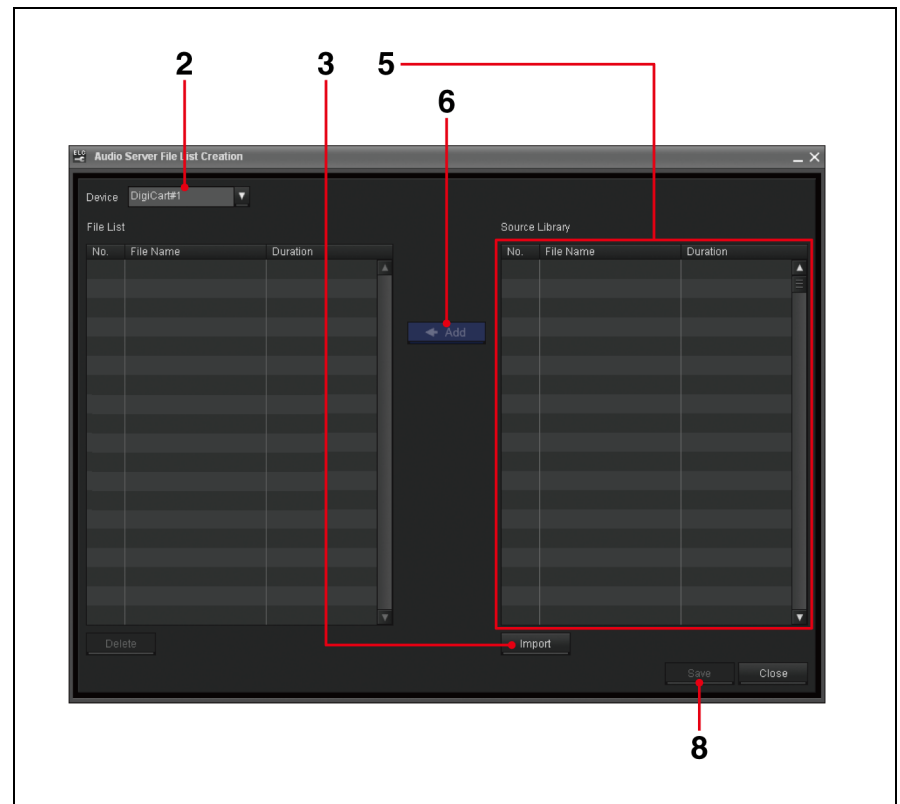 2 3 5
6
ELC Audio Server File List Creation
Device DigiCart#1
File List Source Library
No. File Name Duration No. File Name Duration
Add
Delete Import
Save Close
8